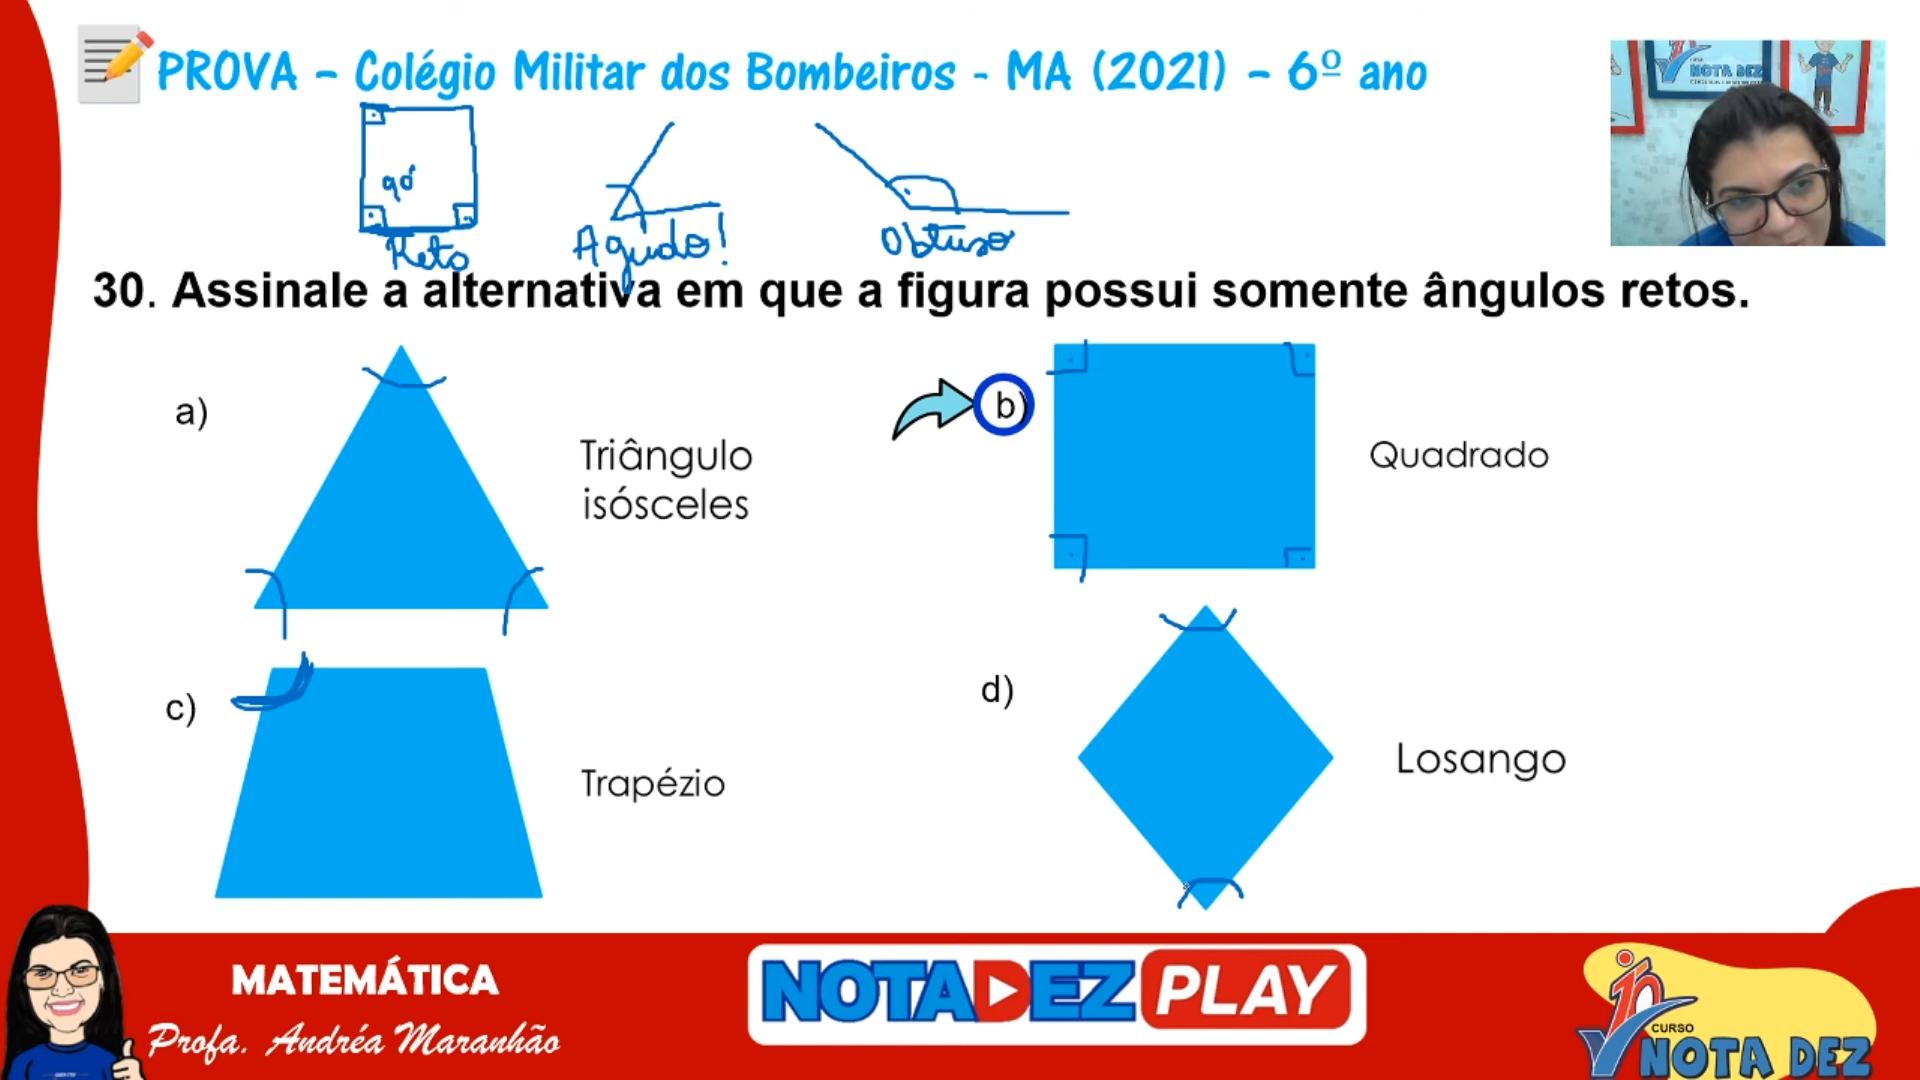 PROVA - Colégio Militar dos Bombeiros - MA (2021) - 6º ano
NOTA DEZ
90°
Reto
Agudo!
Obtuso
30. Assinale a alternativa em que a figura possui somente ângulos retos.
a)
Triângulo
isósceles
b)
Quadrado
c)
Trapézio
d)
Losango
MATEMÁTICA
Profa. Andréa Maranhão
NOTADEZ PLAY
CURSO
NOTA DEZ